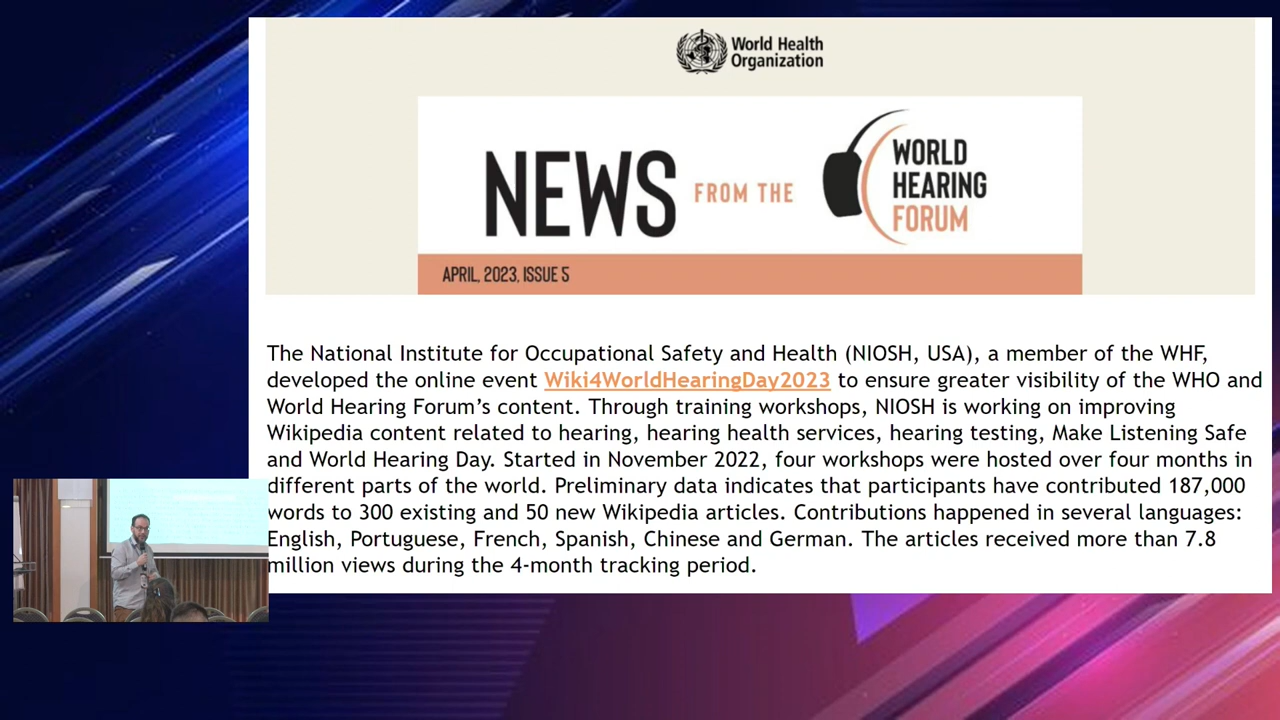 World Health
Organization
NEWS FROM THE
WORLD
HEARING
FORUM
APRIL, 2023, ISSUE 5
The National Institute for Occupational Safety and Health (NIOSH, USA), a member of the WHF,
developed the online event Wiki4WorldHearingDay2023 to ensure greater visibility of the WHO and
World Hearing Forum’s content. Through training workshops, NIOSH is working on improving
Wikipedia content related to hearing, hearing health services, hearing testing, Make Listening Safe
and World Hearing Day. Started in November 2022, four workshops were hosted over four months in
different parts of the world. Preliminary data indicates that participants have contributed 187,000
words to 300 existing and 50 new Wikipedia articles. Contributions happened in several languages:
English, Portuguese, French, Spanish, Chinese and German. The articles received more than 7.8
million views during the 4-month tracking period.